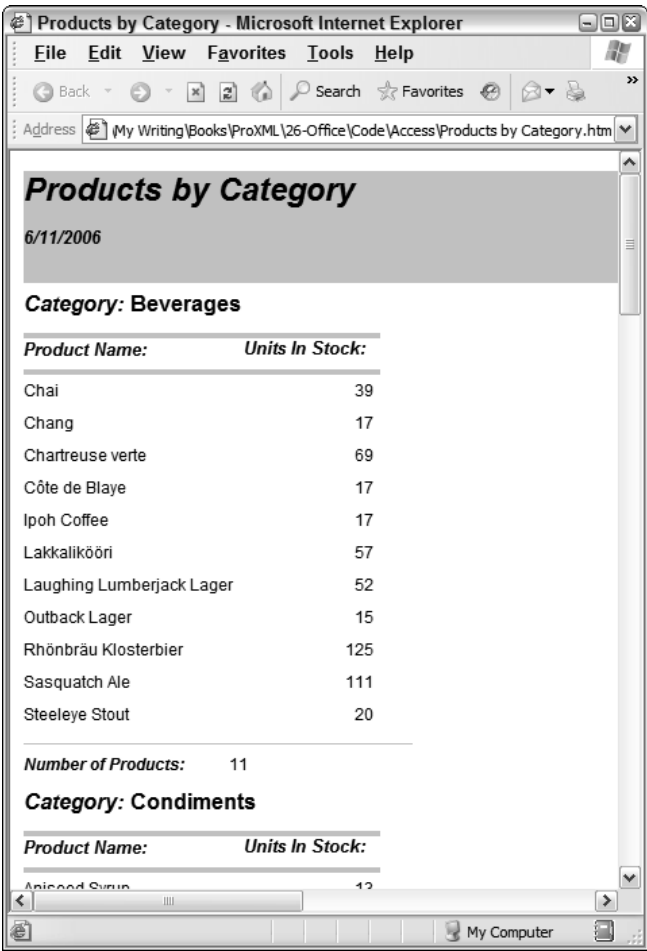 Products by Category - Microsoft Internet Explorer
File Edit View Favorites Tools Help
Back Search Favorites »
Address My Writing\Books\ProXML\26-Office\Code\Access\Products by Category.htm
Products by Category
6/11/2006
Category: Beverages
Product Name: Units In Stock:
Chai 39
Chang 17
Chartreuse verte 69
Côte de Blaye 17
Ipoh Coffee 17
Lakkalikööri 57
Laughing Lumberjack Lager 52
Outback Lager 15
Rhönbräu Klosterbier 125
Sasquatch Ale 111
Steeleye Stout 20
Number of Products: 11
Category: Condiments
Product Name: Units In Stock:
Aniseed Syrup 13
My Computer